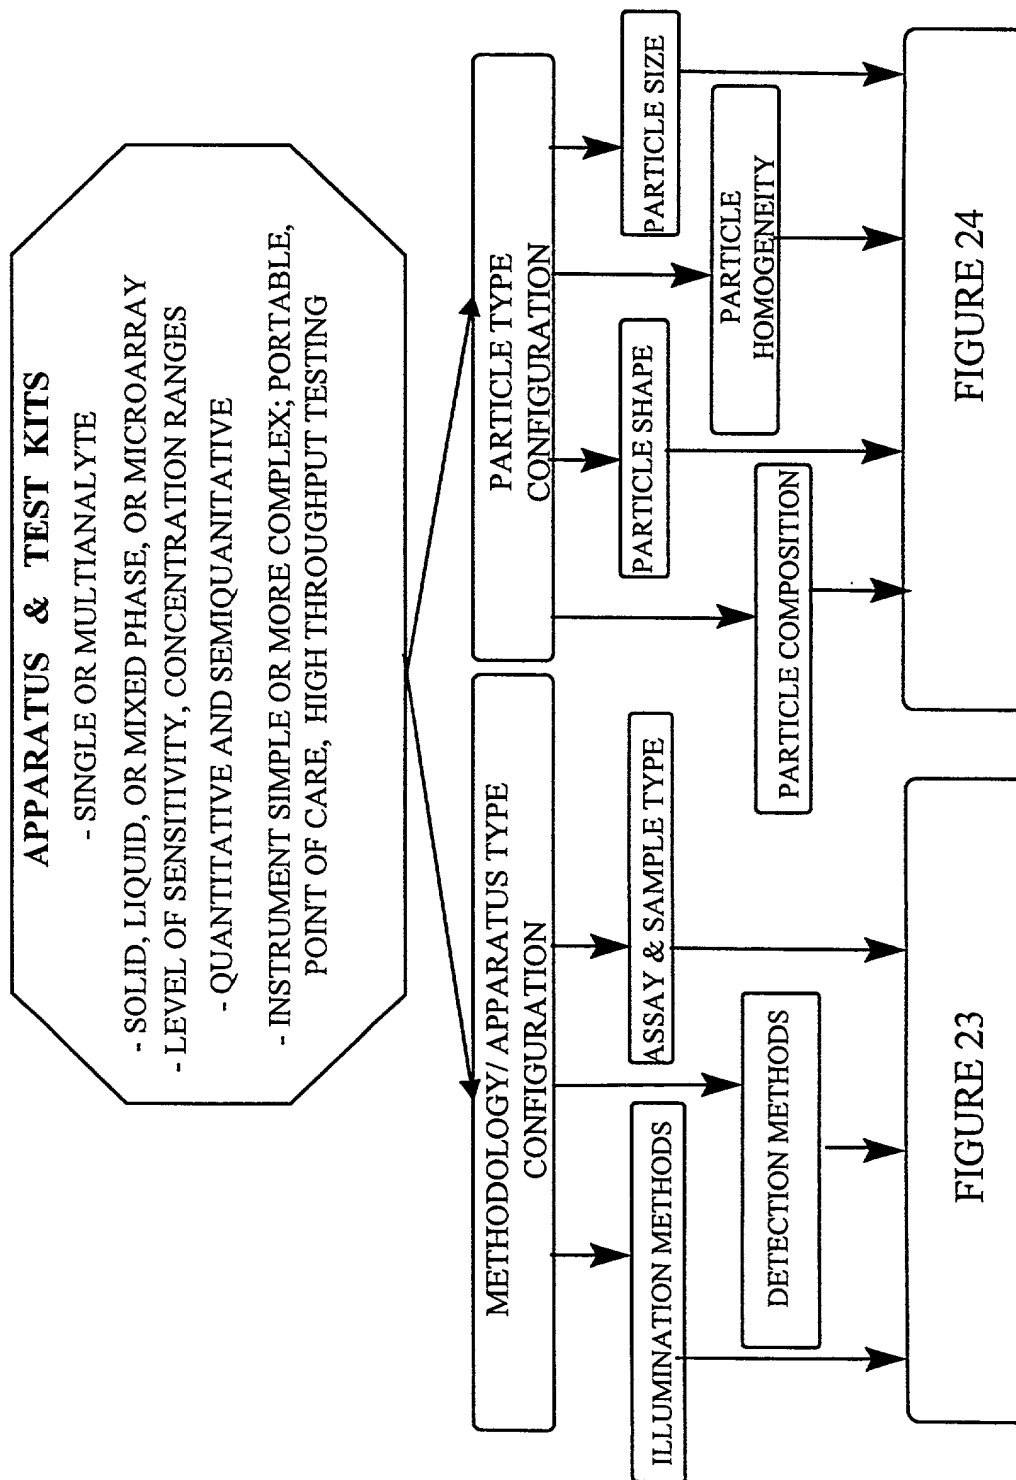 APPARATUS & TEST KITS
- SINGLE OR MULTIANALYTE
- SOLID, LIQUID, OR MIXED PHASE, OR MICROARRAY
- LEVEL OF SENSITIVITY, CONCENTRATION RANGES
- QUANTITATIVE AND SEMIQUANITATIVE
- INSTRUMENT SIMPLE OR MORE COMPLEX; PORTABLE,
POINT OF CARE, HIGH THROUGHPUT TESTING
METHODOLOGY/ APPARATUS TYPE
CONFIGURATION
ILLUMINATION METHODS
DETECTION METHODS
ASSAY & SAMPLE TYPE
FIGURE 23
PARTICLE TYPE
CONFIGURATION
PARTICLE COMPOSITION
PARTICLE SHAPE
PARTICLE
HOMOGENEITY
PARTICLE SIZE
FIGURE 24